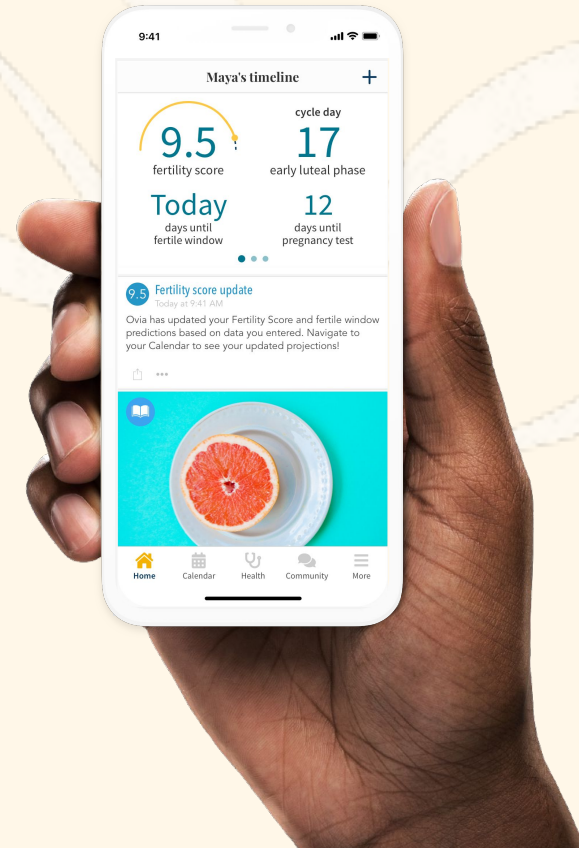 9:41
Maya's timeline
9.5
fertility score
cycle day
17
early luteal phase
Today
days until
fertile window
12
days until
pregnancy test
9.5
Fertility score update
Today at 9:41 AM
Ovia has updated your Fertility Score and fertile window
predictions based on data you entered. Navigate to
your Calendar to see your updated projections!
Home
Calendar
Health
Community
More